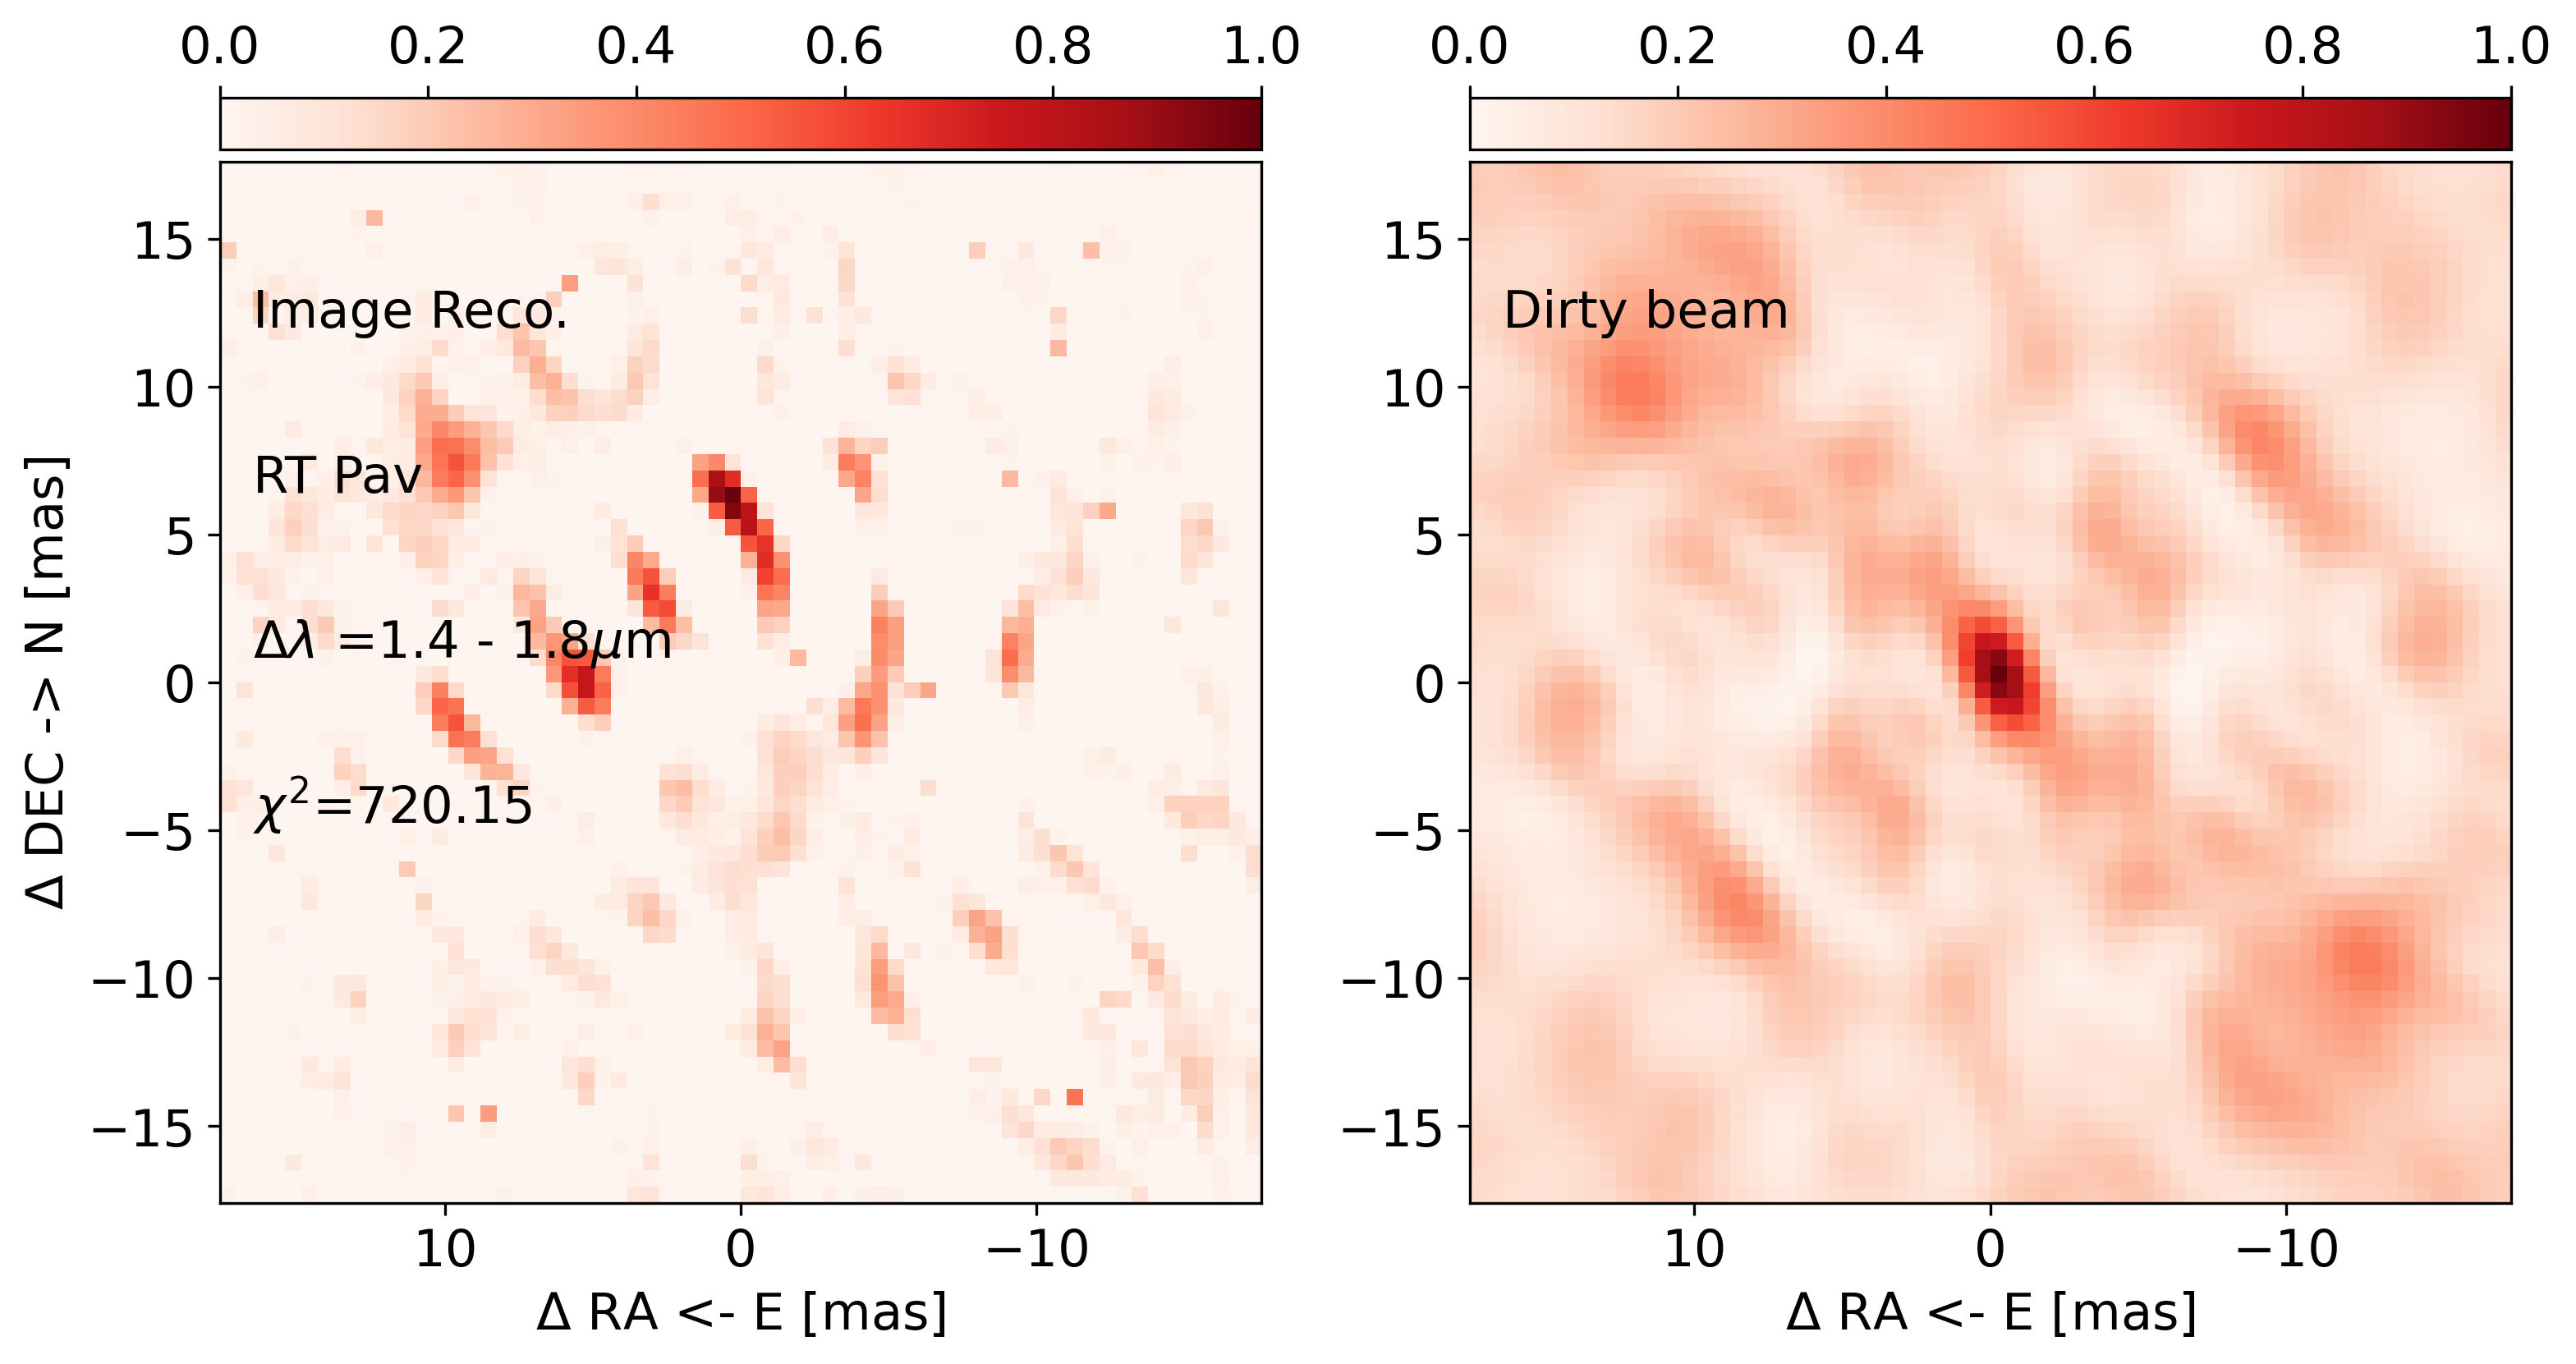 0.0 0.2 0.4 0.6 0.8 1.0
0.0 0.2 0.4 0.6 0.8 1.0
Image Reco.
RT Pav
Δλ =1.4 - 1.8μm
χ²=720.15
15
10
5
0
−5
−10
−15
10 0 −10
Δ RA <- E [mas]
Δ DEC -> N [mas]
Dirty beam
15
10
5
0
−5
−10
−15
10 0 −10
Δ RA <- E [mas]